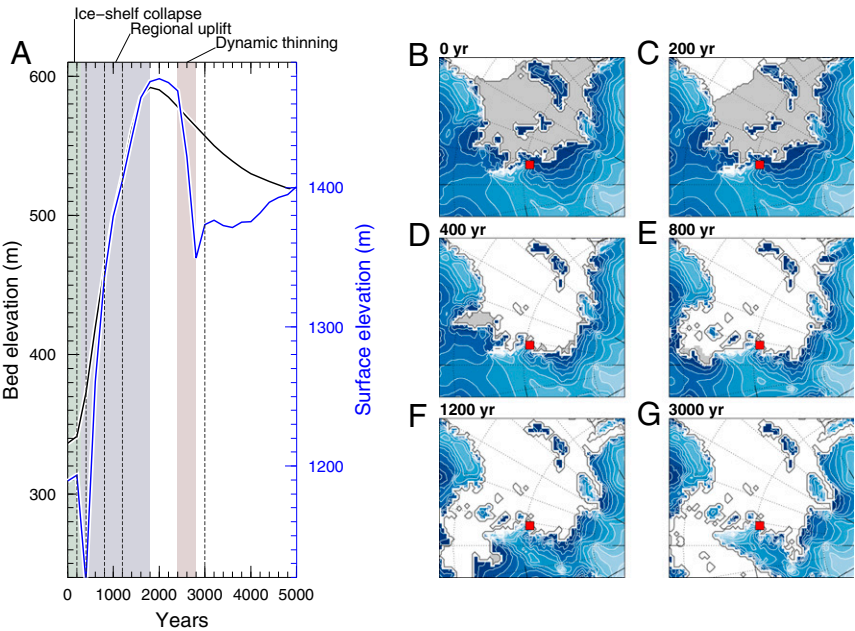 Ice-shelf collapse
Regional uplift
Dynamic thinning
A
600
500
400
300
Bed elevation (m)
1400
1300
1200
Surface elevation (m)
0 1000 2000 3000 4000 5000
Years
B 0 yr
C 200 yr
D 400 yr
E 800 yr
F 1200 yr
G 3000 yr